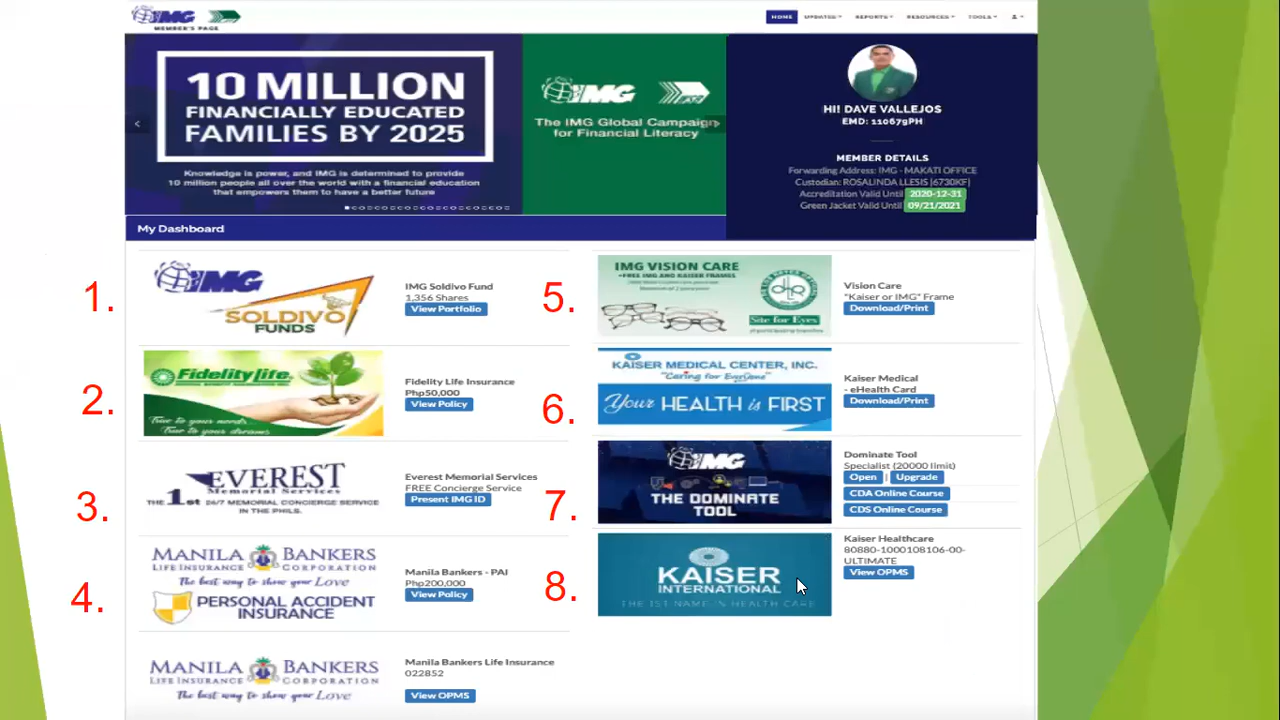 IMG
MEMBER'S PAGE
HOME UPDATES REPORTS RESOURCES TOOLS
10 MILLION
FINANCIALLY EDUCATED
FAMILIES BY 2025
Knowledge is power, and IMG is determined to provide
10 million people all over the world with a financial education
that empowers them to have a better future
IMG
The IMG Global Campaign
for Financial Literacy
HI! DAVE VALLEJOS
EMD: 110679PH
MEMBER DETAILS
Forwarding Address: IMG - MAKATI OFFICE
Custodian: ROSALINDA LLESIS (6730KF)
Accreditation Valid Until 2020-12-31
Green Jacket Valid Until 09/21/2021
My Dashboard
1.
IMG
SOLDIVO
FUNDS
IMG Soldivo Fund
1,356 Shares
View Portfolio
2.
Fidelity life
True to your needs...
True to your dreams
Fidelity Life Insurance
Php50,000
View Policy
3.
EVEREST
Memorial Services
THE 1st 24/7 MEMORIAL CONCIERGE SERVICE
IN THE PHILS.
Everest Memorial Services
FREE Concierge Service
Present IMG ID
4.
MANILA BANKERS
LIFE INSURANCE CORPORATION
The best way to show your Love
PERSONAL ACCIDENT
INSURANCE
Manila Bankers - PAI
Php200,000
View Policy
MANILA BANKERS
LIFE INSURANCE CORPORATION
The best way to show your Love
Manila Bankers Life Insurance
022852
View OPMS
5.
IMG VISION CARE
+FREE IMG AND KAISER FRAMES
Site for Eyes
Vision Care
"Kaiser or IMG" Frame
Download/Print
6.
KAISER MEDICAL CENTER, INC.
"Caring for EveryOne"
Your HEALTH is FIRST
Kaiser Medical
- eHealth Card
Download/Print
7.
IMG
THE DOMINATE
TOOL
Dominate Tool
Specialist (20000 limit)
Open | Upgrade
CDA Online Course
CDS Online Course
8.
KAISER
INTERNATIONAL
THE 1ST NAME IN HEALTH CARE
Kaiser Healthcare
80880-1000108106-00-
ULTIMATE
View OPMS